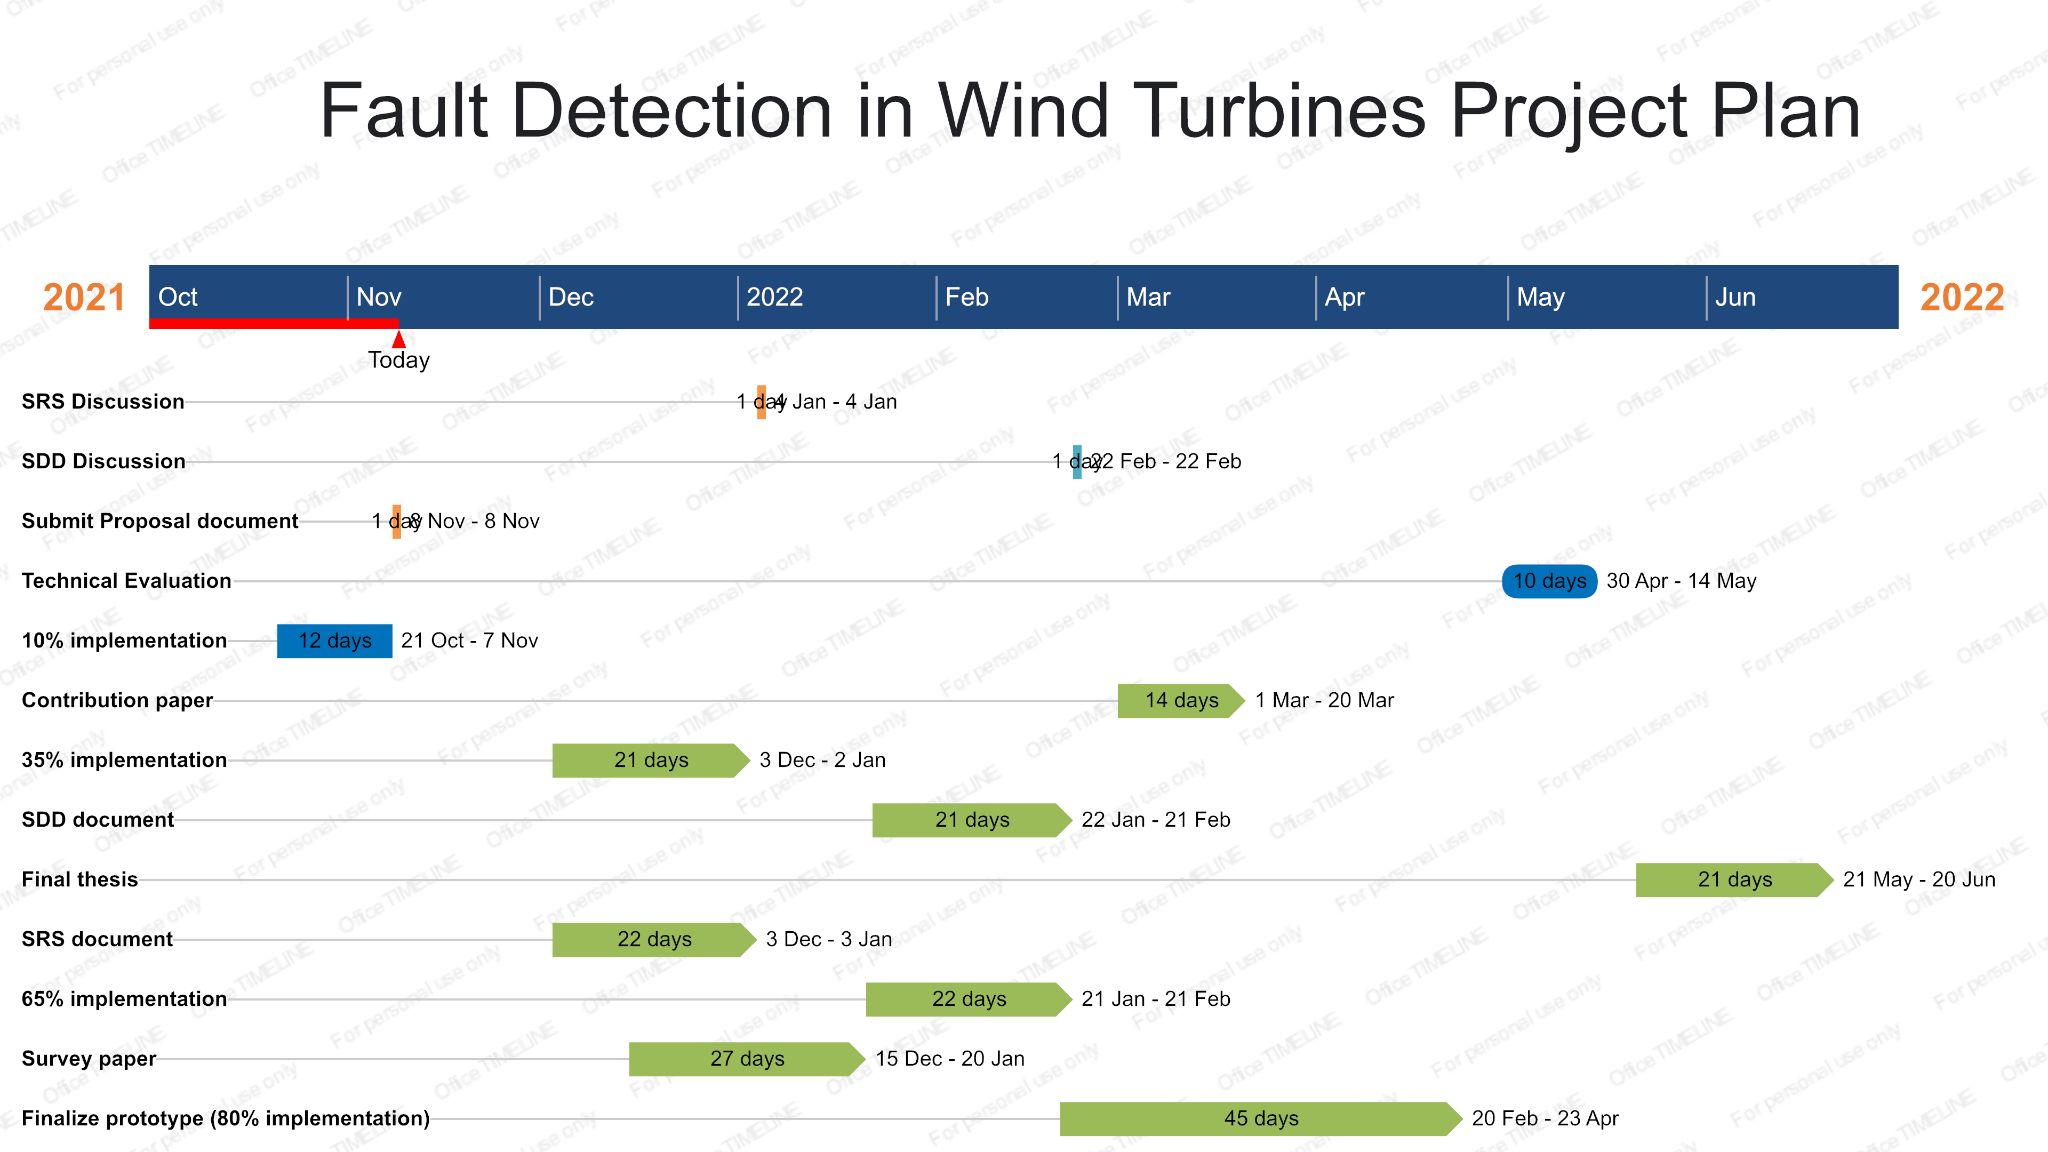 Fault Detection in Wind Turbines Project Plan
2021 Oct Nov Dec 2022 Feb Mar Apr May Jun 2022
Today
SRS Discussion 1 day 4 Jan - 4 Jan
SDD Discussion 1 day 22 Feb - 22 Feb
Submit Proposal document 1 day 8 Nov - 8 Nov
Technical Evaluation 10 days 30 Apr - 14 May
10% implementation 12 days 21 Oct - 7 Nov
Contribution paper 14 days 1 Mar - 20 Mar
35% implementation 21 days 3 Dec - 2 Jan
SDD document 21 days 22 Jan - 21 Feb
Final thesis 21 days 21 May - 20 Jun
SRS document 22 days 3 Dec - 3 Jan
65% implementation 22 days 21 Jan - 21 Feb
Survey paper 27 days 15 Dec - 20 Jan
Finalize prototype (80% implementation) 45 days 20 Feb - 23 Apr
For personal use only
Office TIMELINE